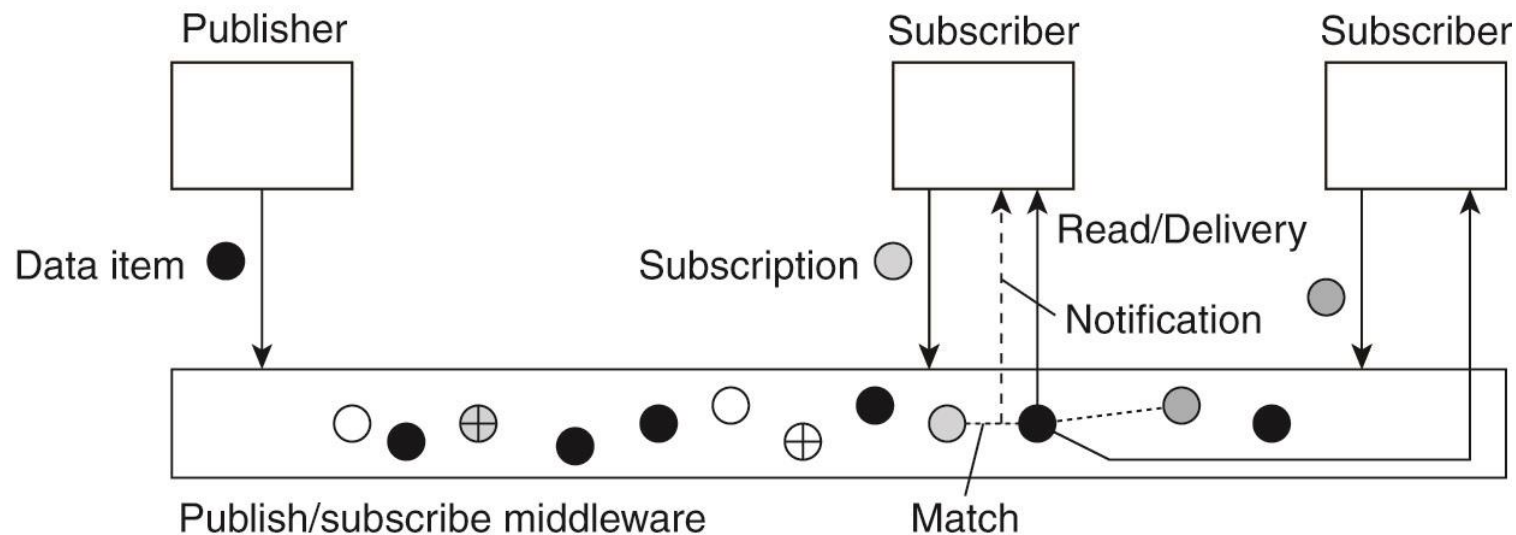 Publisher
Subscriber
Subscriber
Data item
Subscription
Read/Delivery
Notification
Publish/subscribe middleware
Match